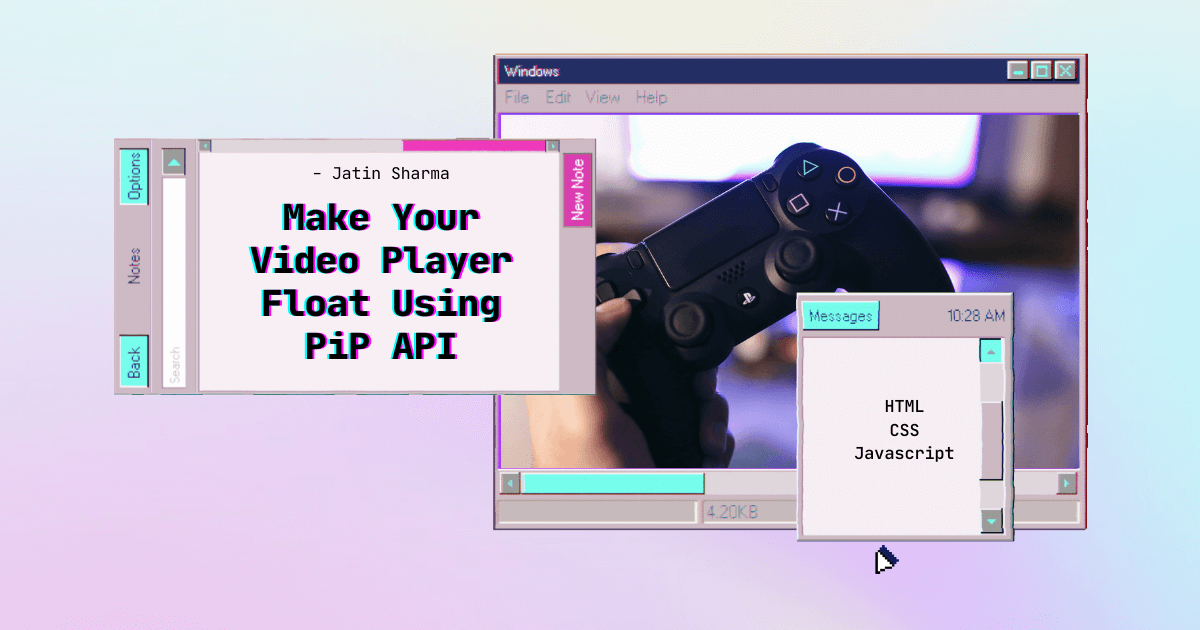 Windows
File Edit View Help
Options
Notes
Back
Search
New Note
– Jatin Sharma
Make Your
Video Player
Float Using
PiP API
Messages
10:28 AM
HTML
CSS
Javascript
4.20KB